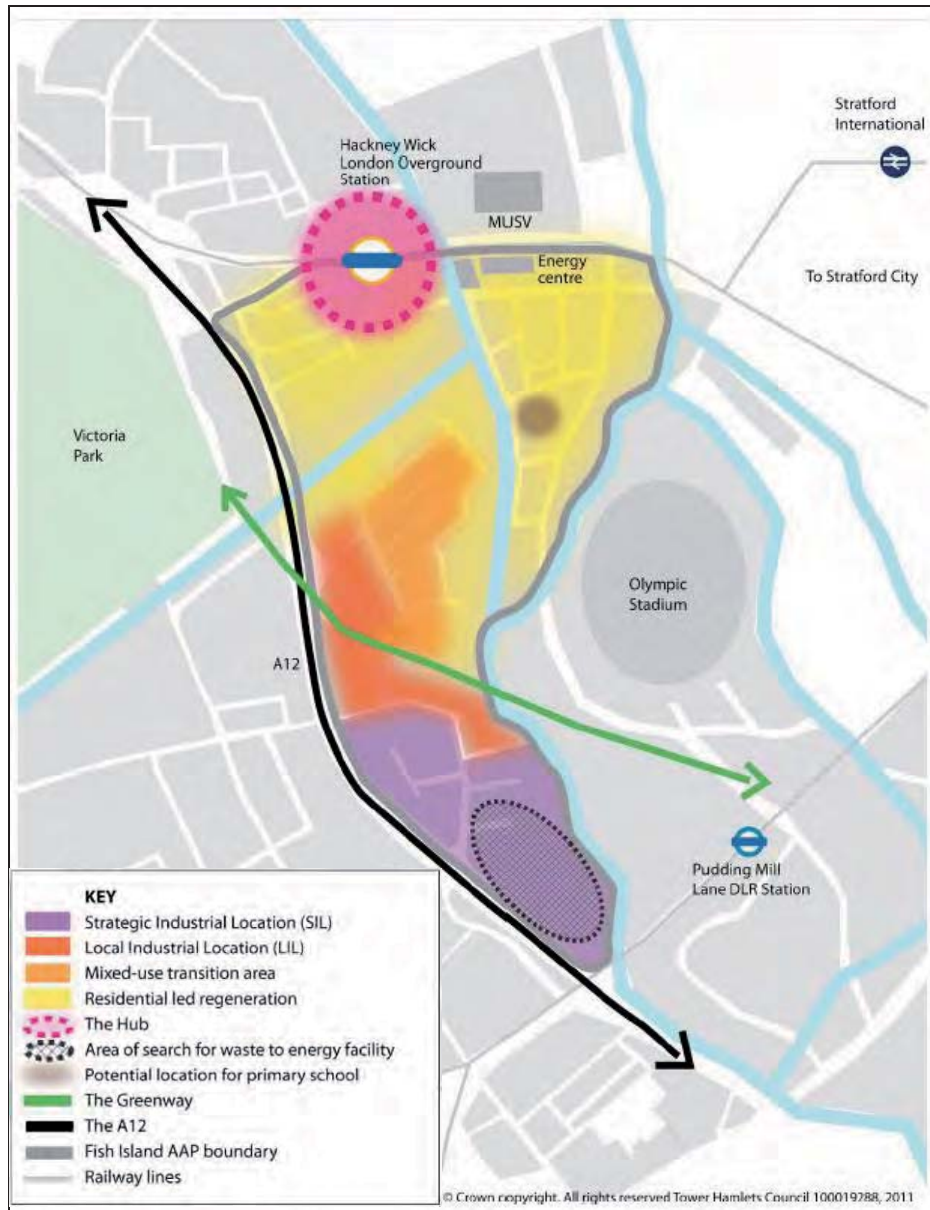 Stratford
International
Hackney Wick
London Overground
Station
MUSV
Energy
centre
To Stratford City
Victoria
Park
Olympic
Stadium
A12
Pudding Mill
Lane DLR Station
KEY
Strategic Industrial Location (SIL)
Local Industrial Location (LIL)
Mixed-use transition area
Residential led regeneration
The Hub
Area of search for waste to energy facility
Potential location for primary school
The Greenway
The A12
Fish Island AAP boundary
Railway lines
© Crown copyright. All rights reserved Tower Hamlets Council 100019288, 2011